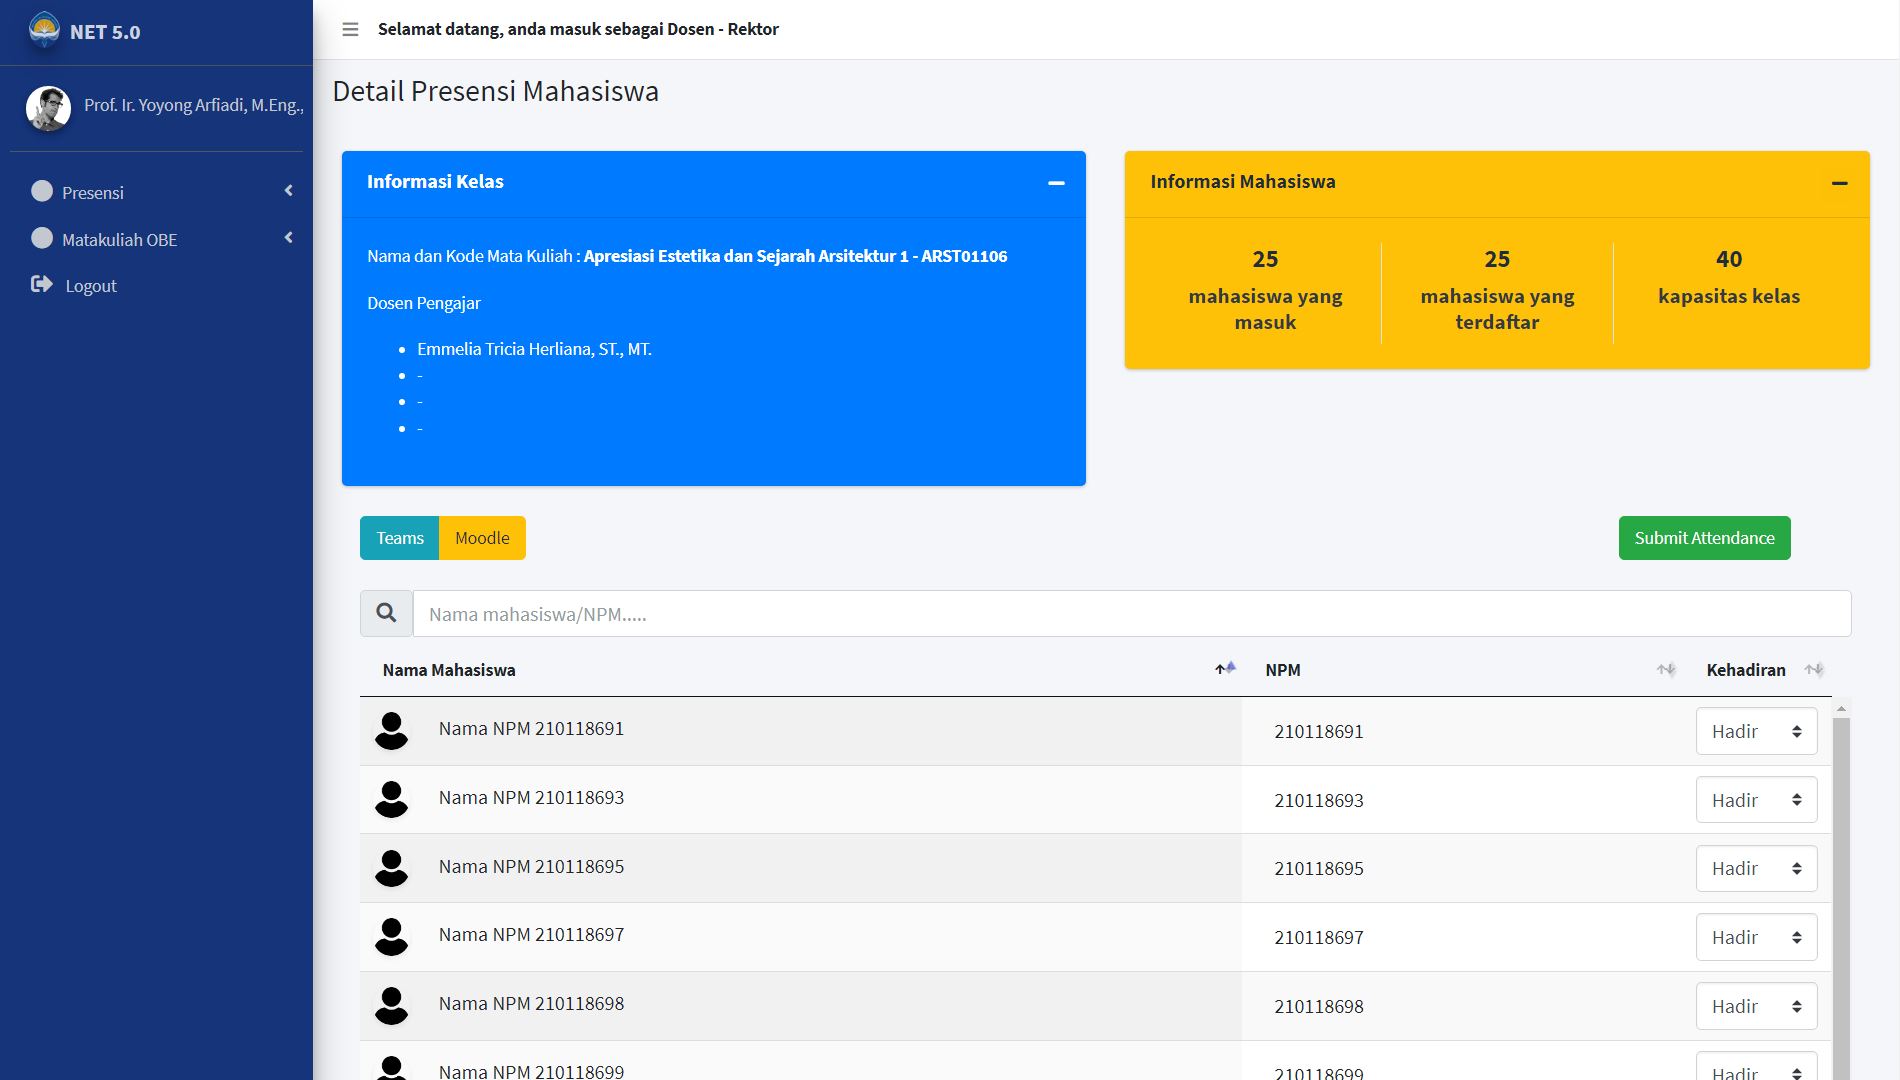 NET 5.0
Selamat datang, anda masuk sebagai Dosen - Rektor
Prof. Ir. Yoyong Arfiadi, M.Eng.,
Presensi
Matakuliah OBE
Logout
Detail Presensi Mahasiswa
Informasi Kelas
Nama dan Kode Mata Kuliah : Apresiasi Estetika dan Sejarah Arsitektur 1 - ARST01106
Dosen Pengajar
• Emmelia Tricia Herliana, ST., MT.
• -
• -
• -
Informasi Mahasiswa
25
mahasiswa yang
masuk
25
mahasiswa yang
terdaftar
40
kapasitas kelas
Teams
Moodle
Submit Attendance
Nama mahasiswa/NPM.....
Nama Mahasiswa NPM Kehadiran
Nama NPM 210118691 210118691 Hadir
Nama NPM 210118693 210118693 Hadir
Nama NPM 210118695 210118695 Hadir
Nama NPM 210118697 210118697 Hadir
Nama NPM 210118698 210118698 Hadir
Nama NPM 210118699 210118699 Hadir